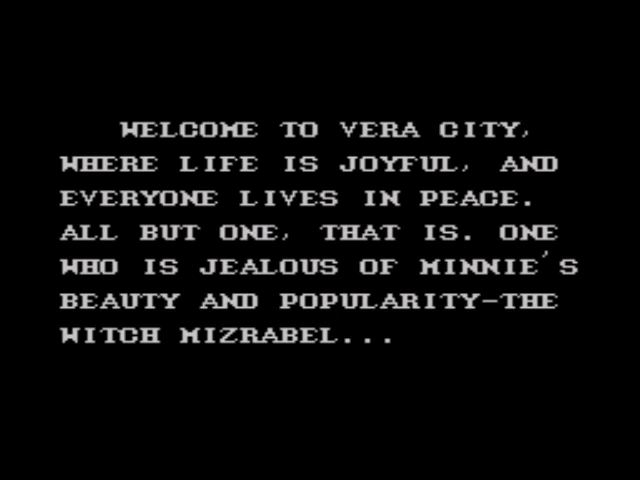 WELCOME TO VERA CITY,
WHERE LIFE IS JOYFUL, AND
EVERYONE LIVES IN PEACE.
ALL BUT ONE, THAT IS. ONE
WHO IS JEALOUS OF MINNIE'S
BEAUTY AND POPULARITY-THE
WITCH MIZRABEL...